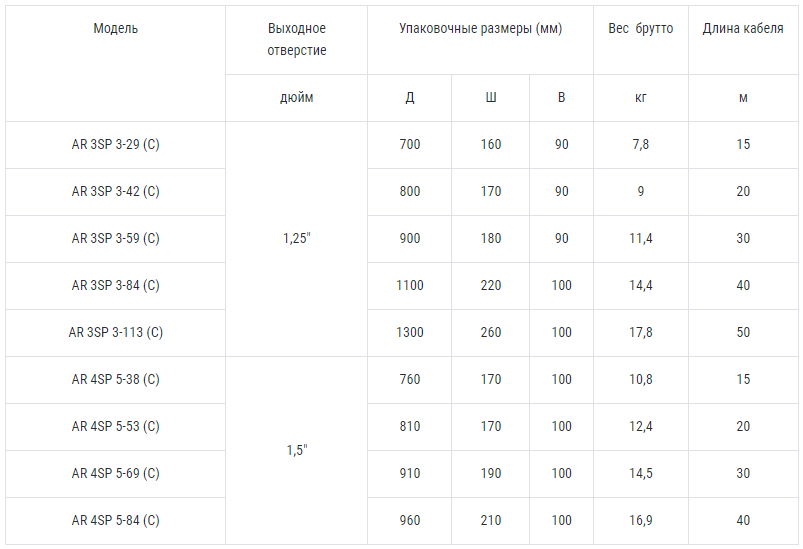 Модель Выходное отверстие Упаковочные размеры (мм) Вес брутто Длина кабеля
дюйм Д Ш В кг м
AR 3SP 3-29 (C) 1,25" 700 160 90 7,8 15
AR 3SP 3-42 (C) 800 170 90 9 20
AR 3SP 3-59 (C) 900 180 90 11,4 30
AR 3SP 3-84 (C) 1100 220 100 14,4 40
AR 3SP 3-113 (C) 1300 260 100 17,8 50
AR 4SP 5-38 (C) 1,5" 760 170 100 10,8 15
AR 4SP 5-53 (C) 810 170 100 12,4 20
AR 4SP 5-69 (C) 910 190 100 14,5 30
AR 4SP 5-84 (C) 960 210 100 16,9 40